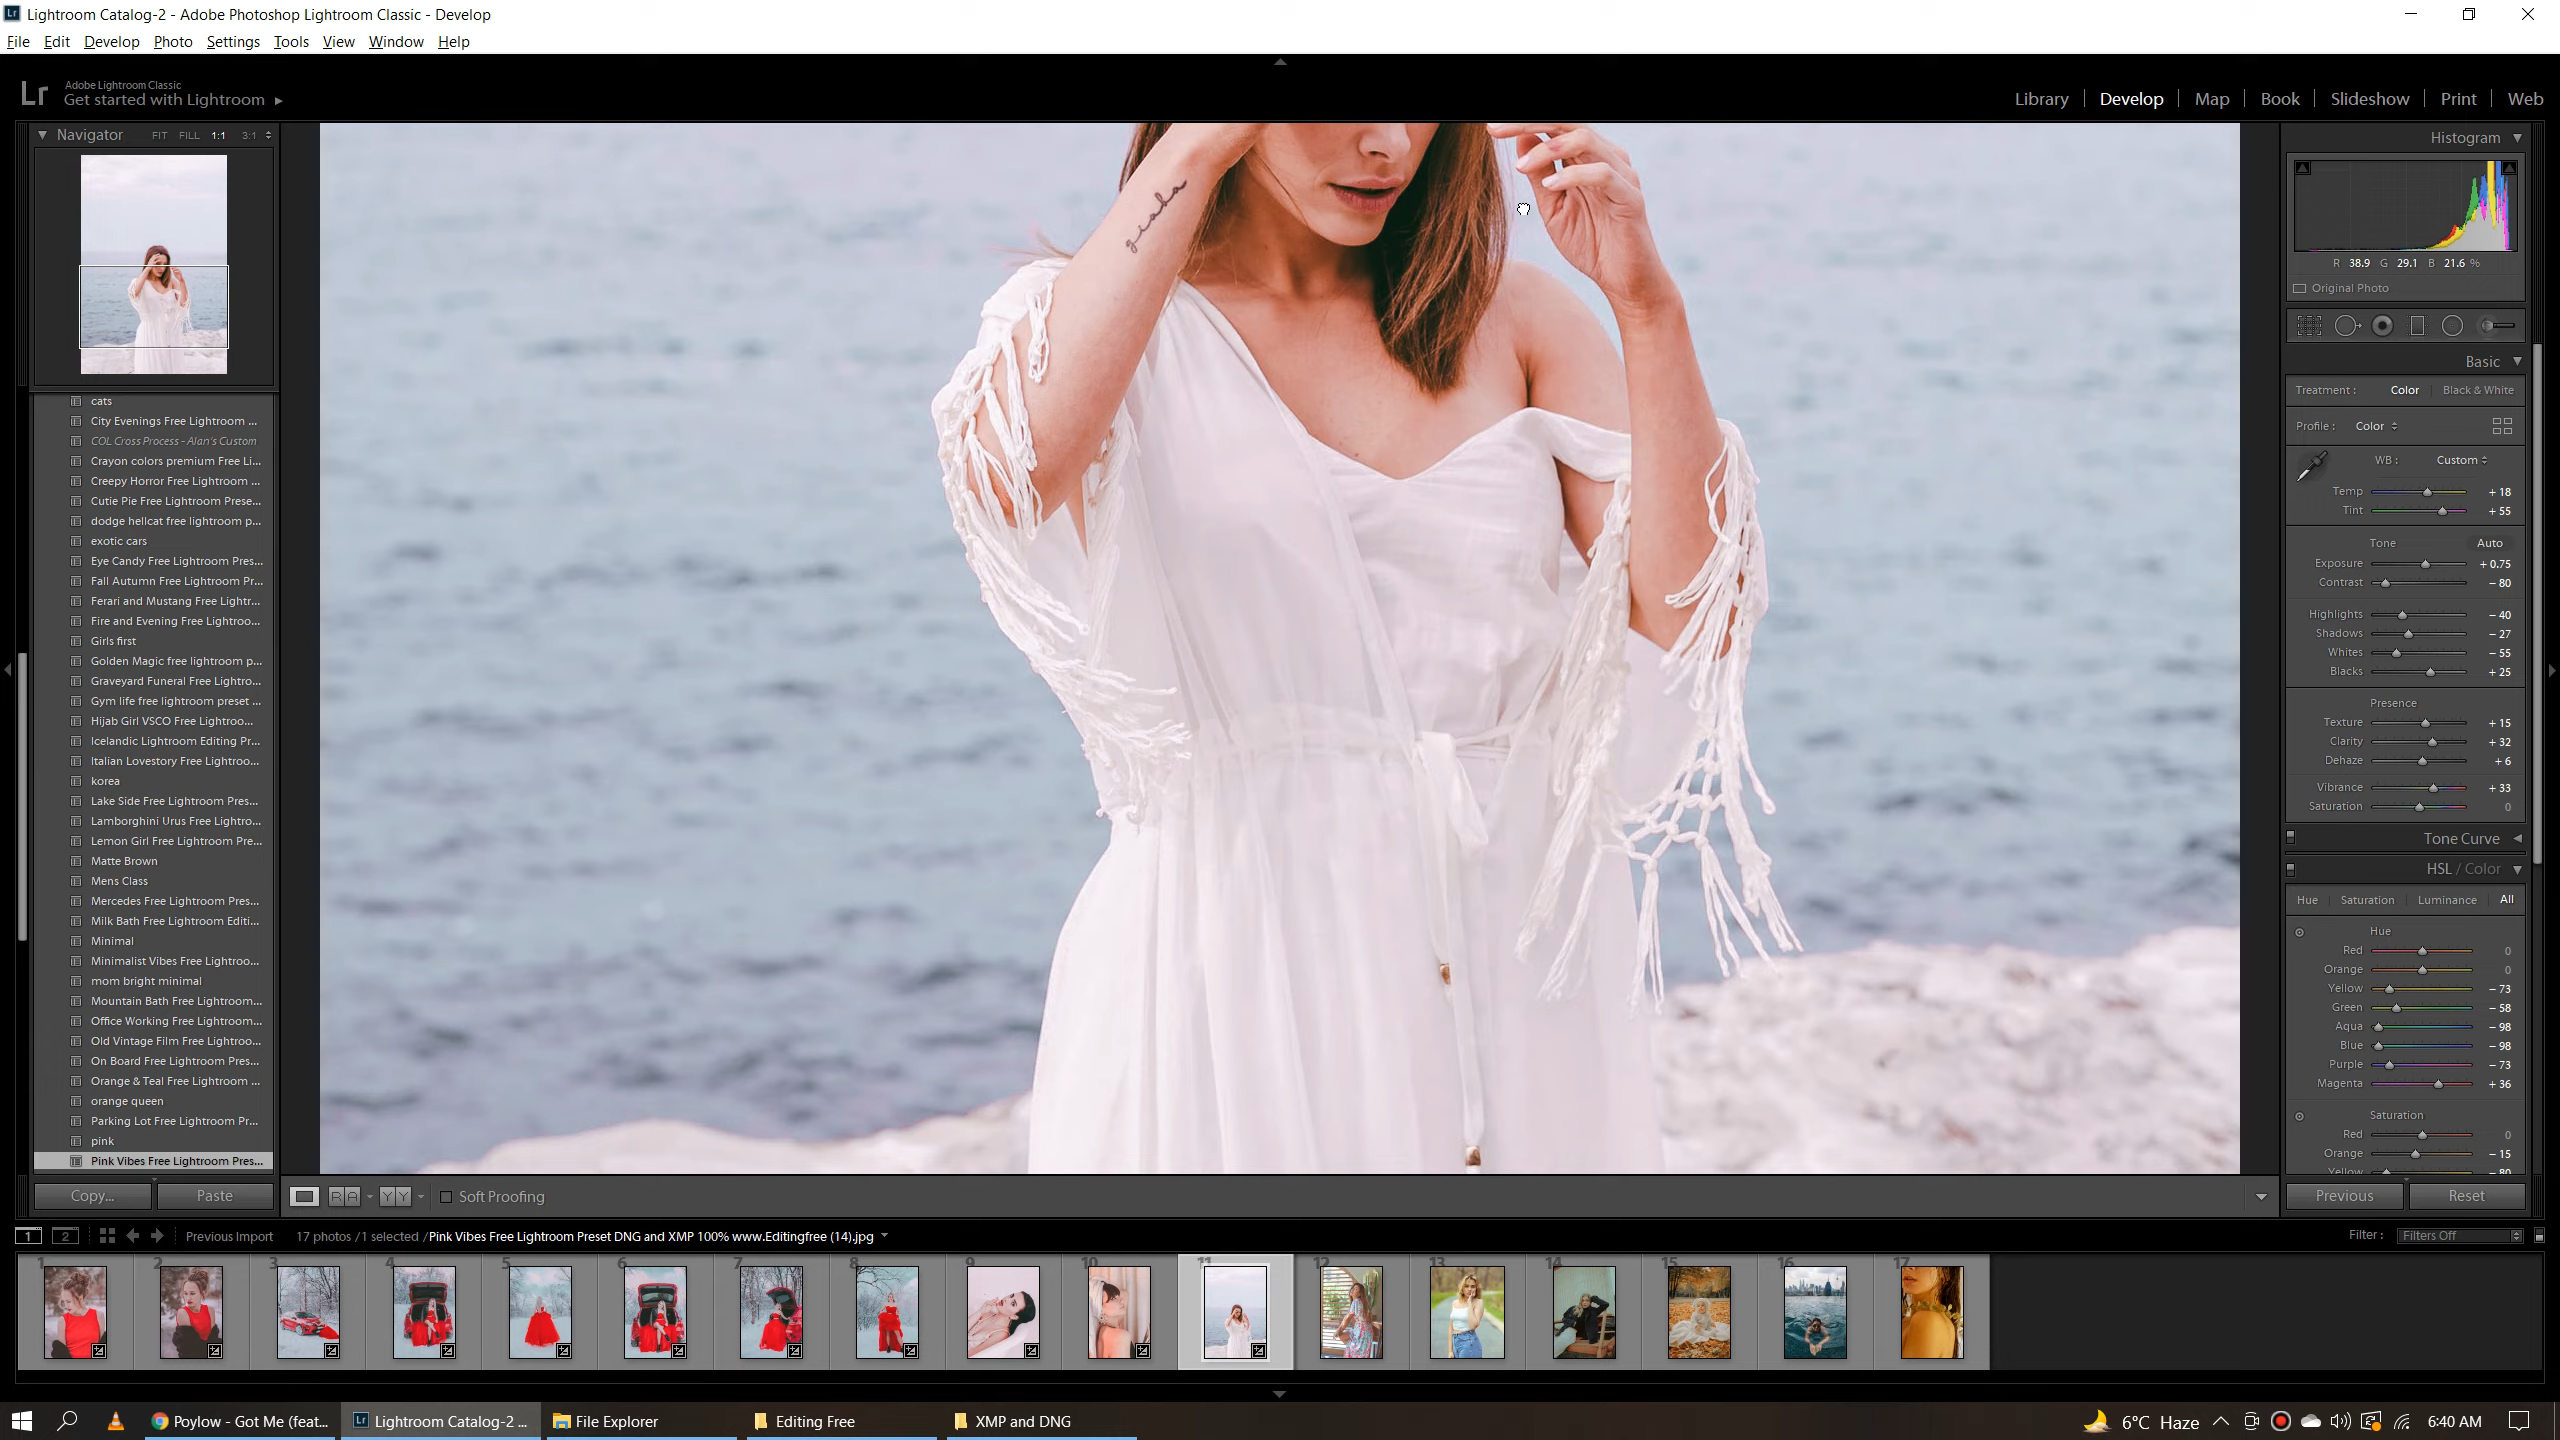 Lightroom Catalog-2 - Adobe Photoshop Lightroom Classic - Develop
File Edit Develop Photo Settings Tools View Window Help
Lr
Adobe Lightroom Classic
Get started with Lightroom
Library | Develop | Map | Book | Slideshow | Print | Web
Navigator FIT FILL 1:1 3:1
cats
City Evenings Free Lightroom ...
COL Cross Process - Alan's Custom
Crayon colors premium Free Li...
Creepy Horror Free Lightroom ...
Cutie Pie Free Lightroom Prese...
dodge hellcat free lightroom p...
exotic cars
Eye Candy Free Lightroom Pres...
Fall Autumn Free Lightroom Pr...
Ferari and Mustang Free Lightr...
Fire and Evening Free Lightroo...
Girls first
Golden Magic free lightroom p...
Graveyard Funeral Free Lightro...
Gym life free lightroom preset ...
Hijab Girl VSCO Free Lightroo...
Icelandic Lightroom Editing Pr...
Italian Lovestory Free Lightroo...
korea
Lake Side Free Lightroom Pres...
Lamborghini Urus Free Lightro...
Lemon Girl Free Lightroom Pre...
Matte Brown
Mens Class
Mercedes Free Lightroom Pres...
Milk Bath Free Lightroom Editi...
Minimal
Minimalist Vibes Free Lightroo...
mom bright minimal
Mountain Bath Free Lightroom...
Office Working Free Lightroom...
Old Vintage Film Free Lightroo...
On Board Free Lightroom Pres...
Orange & Teal Free Lightroom ...
orange queen
Parking Lot Free Lightroom Pr...
pink
Pink Vibes Free Lightroom Pres...
Copy... Paste
Histogram
R 38.9 G 29.1 B 21.6 %
Original Photo
Basic
Treatment : Color | Black & White
Profile : Color
WB : Custom
Temp + 18
Tint + 55
Tone Auto
Exposure + 0.75
Contrast - 80
Highlights - 40
Shadows - 27
Whites - 55
Blacks + 25
Presence
Texture + 15
Clarity + 32
Dehaze + 6
Vibrance + 33
Saturation 0
Tone Curve
HSL / Color
Hue | Saturation | Luminance | All
Hue
Red 0
Orange 0
Yellow - 73
Green - 58
Aqua - 98
Blue - 98
Purple - 73
Magenta + 36
Saturation
Red 0
Orange - 15
Yellow - 80
Previous Reset
R A Y Y Soft Proofing
1 2 Previous Import 17 photos / 1 selected / Pink Vibes Free Lightroom Preset DNG and XMP 100% www.Editingfree (14).jpg
Filter : Filters Off
1 2 3 4 5 6 7 8 9 10 11 12 13 14 15 16 17
Poylow - Got Me (feat... Lr Lightroom Catalog-2 ... File Explorer Editing Free XMP and DNG
6°C Haze 6:40 AM